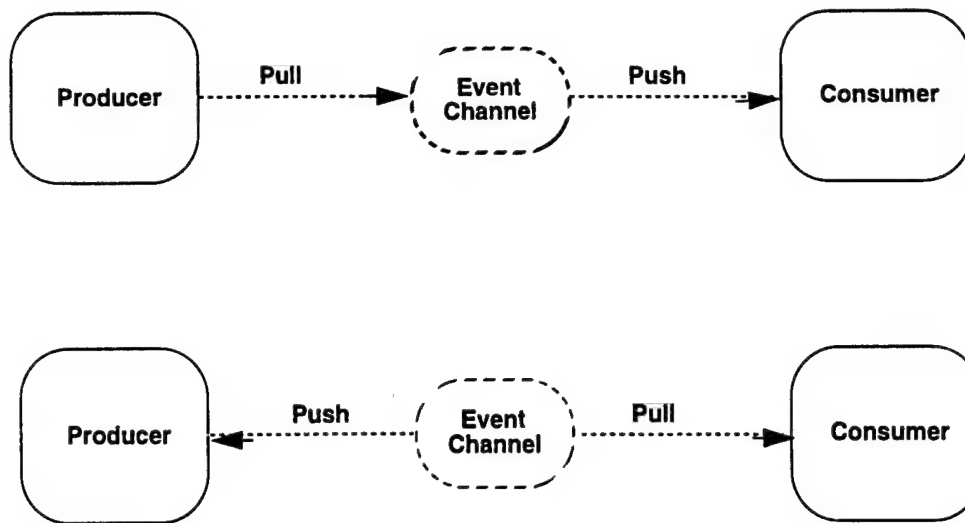 Producer
Pull
Event
Channel
Push
Consumer
Producer
Push
Event
Channel
Pull
Consumer